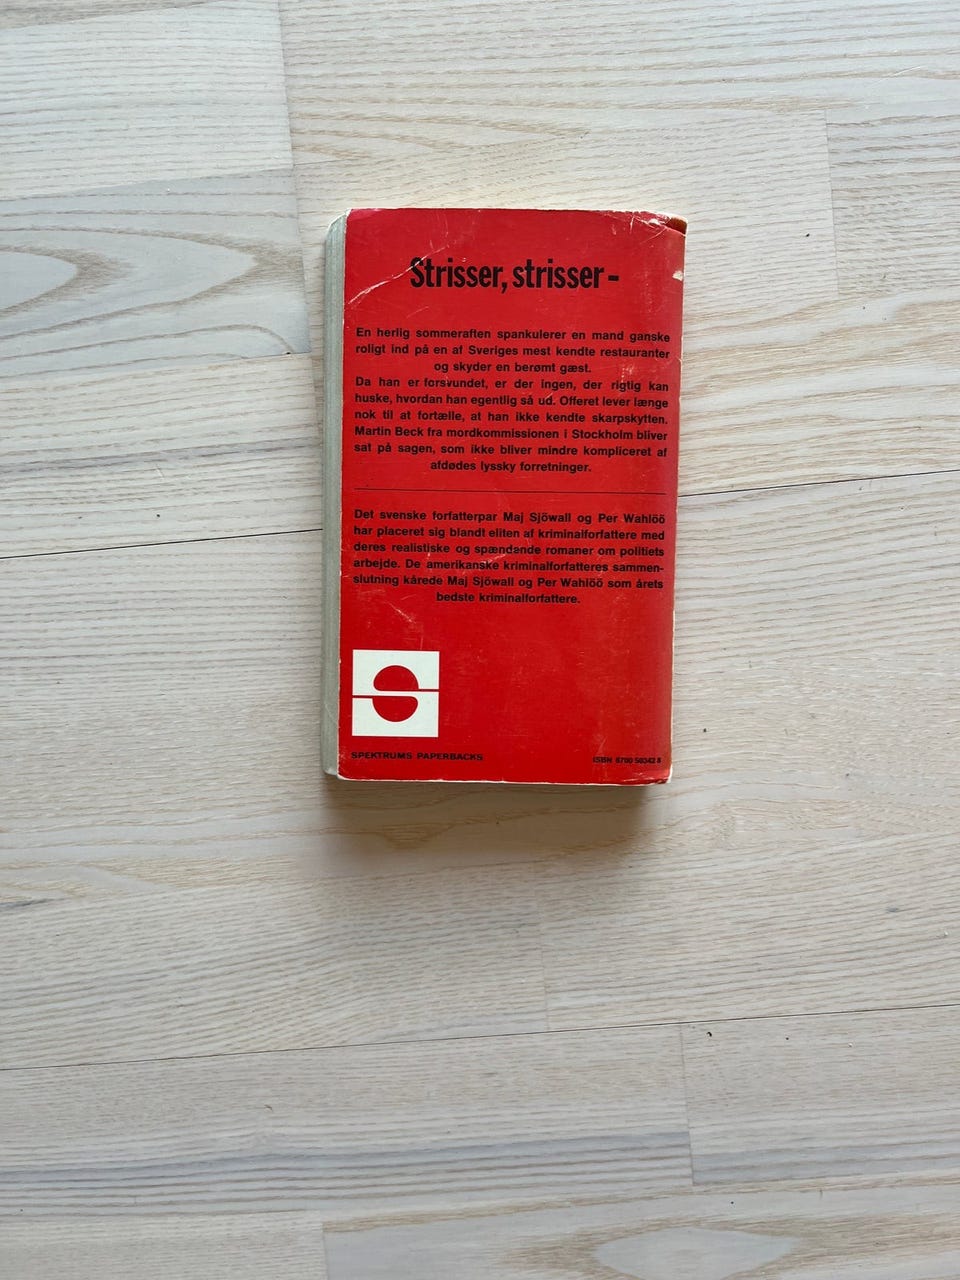 Strisser, strisser –
En herlig sommeraften spankulerer en mand ganske
roligt ind på en af Sveriges mest kendte restauranter
og skyder en berømt gæst.
Da han er forsvundet, er der ingen, der rigtig kan
huske, hvordan han egentlig så ud. Offeret lever længe
nok til at fortælle, at han ikke kendte skarpskytten.
Martin Beck fra mordkommissionen i Stockholm bliver
sat på sagen, som ikke bliver mindre kompliceret af
afdødes lyssky forretninger.
Det svenske forfatterpar Maj Sjöwall og Per Wahlöö
har placeret sig blandt eliten af kriminalforfattere med
deres realistiske og spændande romaner om politiets
arbejde. De amerikanske kriminalforfatteres sammen-
slutning kårede Maj Sjöwall og Per Wahlöö som årets
bedste kriminalforfattere.
SPEKTRUMS PAPERBACKS
ISBN 8700 50342 8